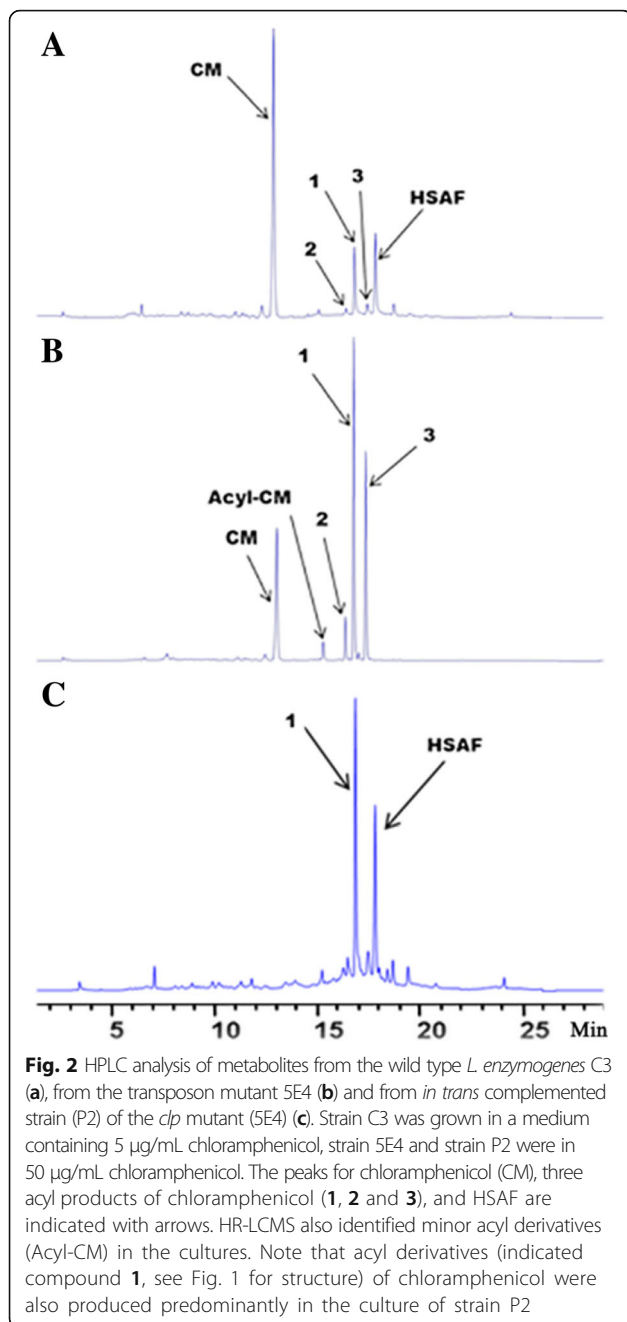 A
CM
1
3
HSAF
2
B
1
3
Acyl-CM
2
CM
C
1
HSAF
5 10 15 20 25 Min
Fig. 2 HPLC analysis of metabolites from the wild type L. enzymogenes C3
(a), from the transposon mutant 5E4 (b) and from in trans complemented
strain (P2) of the clp mutant (5E4) (c). Strain C3 was grown in a medium
containing 5 μg/mL chloramphenicol, strain 5E4 and strain P2 were in
50 μg/mL chloramphenicol. The peaks for chloramphenicol (CM), three
acyl products of chloramphenicol (1, 2 and 3), and HSAF are
indicated with arrows. HR-LCMS also identified minor acyl derivatives
(Acyl-CM) in the cultures. Note that acyl derivatives (indicated
compound 1, see Fig. 1 for structure) of chloramphenicol were
also produced predominantly in the culture of strain P2